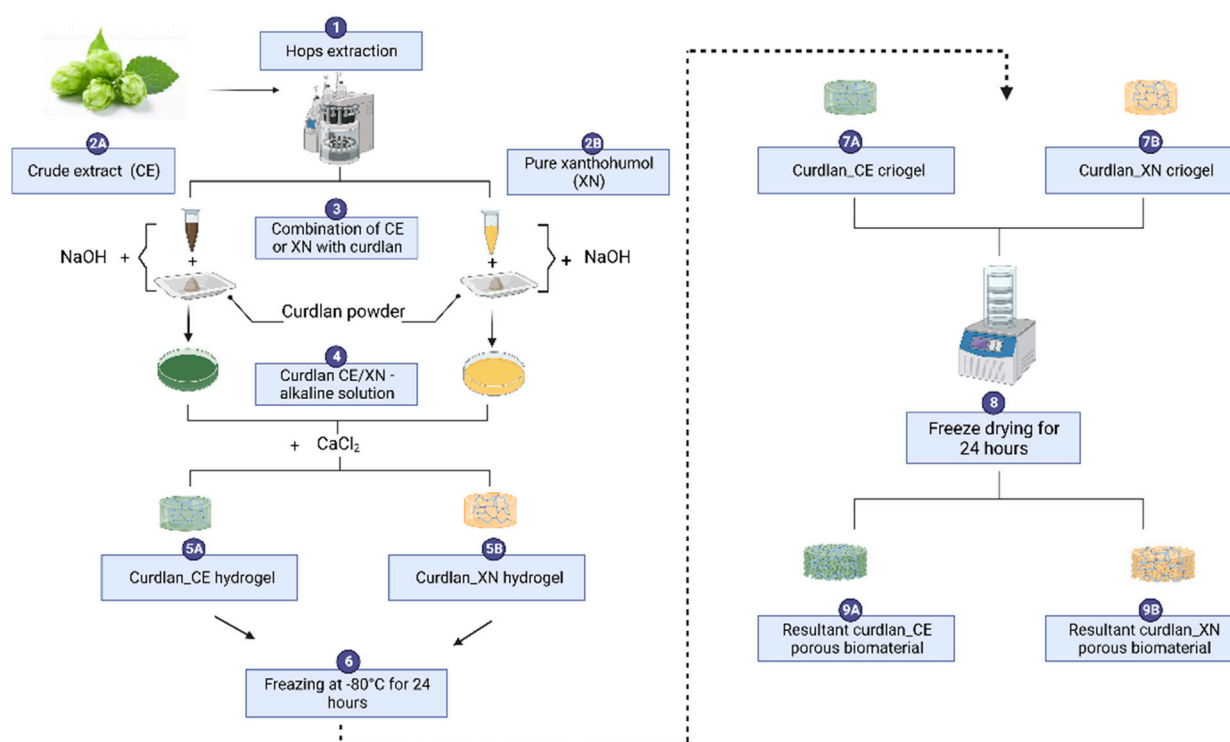 1
Hops extraction
2A
Crude extract (CE)
2B
Pure xanthohumol
(XN)
3
Combination of CE
or XN with curdlan
NaOH +
+
+
+ NaOH
Curdlan powder
4
Curdlan CE/XN -
alkaline solution
+ CaCl₂
5A
Curdlan_CE hydrogel
5B
Curdlan_XN hydrogel
6
Freazing at -80°C for 24
hours
7A
Curdlan_CE criogel
7B
Curdlan_XN criogel
8
Freeze drying for
24 hours
9A
Resultant curdlan_CE
porous biomaterial
9B
Resultant curdlan_XN
porous biomaterial